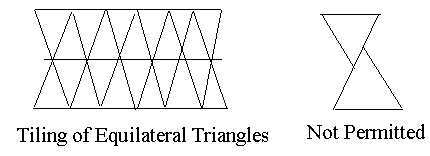 Tiling of Equilateral Triangles
Not Permitted